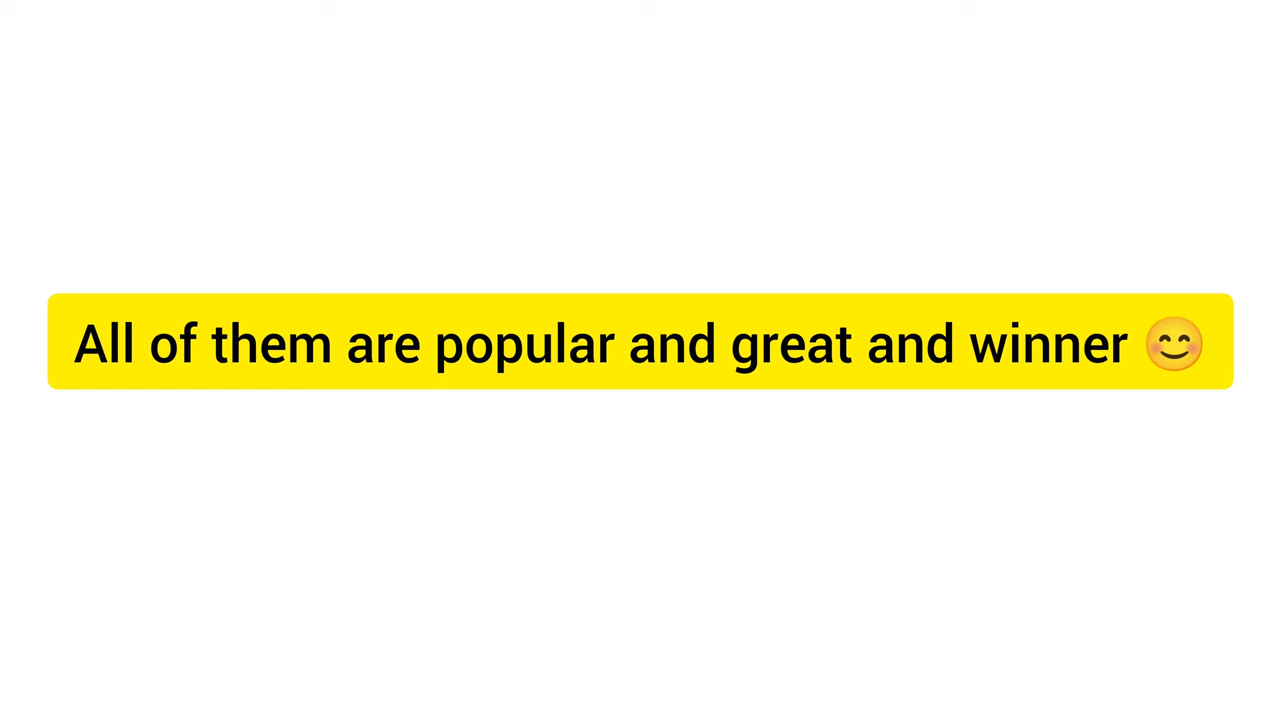 All of them are popular and great and winner 😊